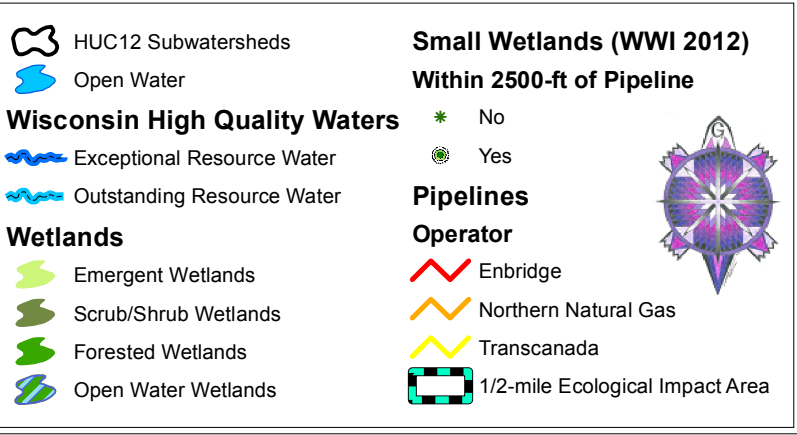 HUC12 Subwatersheds
Open Water
Wisconsin High Quality Waters
Exceptional Resource Water
Outstanding Resource Water
Wetlands
Emergent Wetlands
Scrub/Shrub Wetlands
Forested Wetlands
Open Water Wetlands
Small Wetlands (WWI 2012)
Within 2500-ft of Pipeline
No
Yes
Pipelines
Operator
Enbridge
Northern Natural Gas
Transcanada
1/2-mile Ecological Impact Area
G